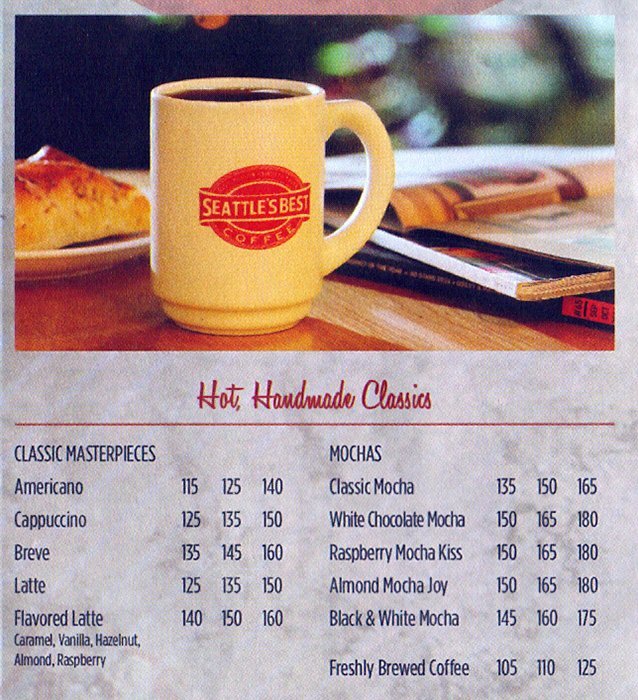 SEATTLE'S BEST
COFFEE
Hot, Handmade Classics
CLASSIC MASTERPIECES
Americano 115 125 140
Cappuccino 125 135 150
Breve 135 145 160
Latte 125 135 150
Flavored Latte 140 150 160
Caramel, Vanilla, Hazelnut,
Almond, Raspberry
MOCHAS
Classic Mocha 135 150 165
White Chocolate Mocha 150 165 180
Raspberry Mocha Kiss 150 165 180
Almond Mocha Joy 150 165 180
Black & White Mocha 145 160 175
Freshly Brewed Coffee 105 110 125